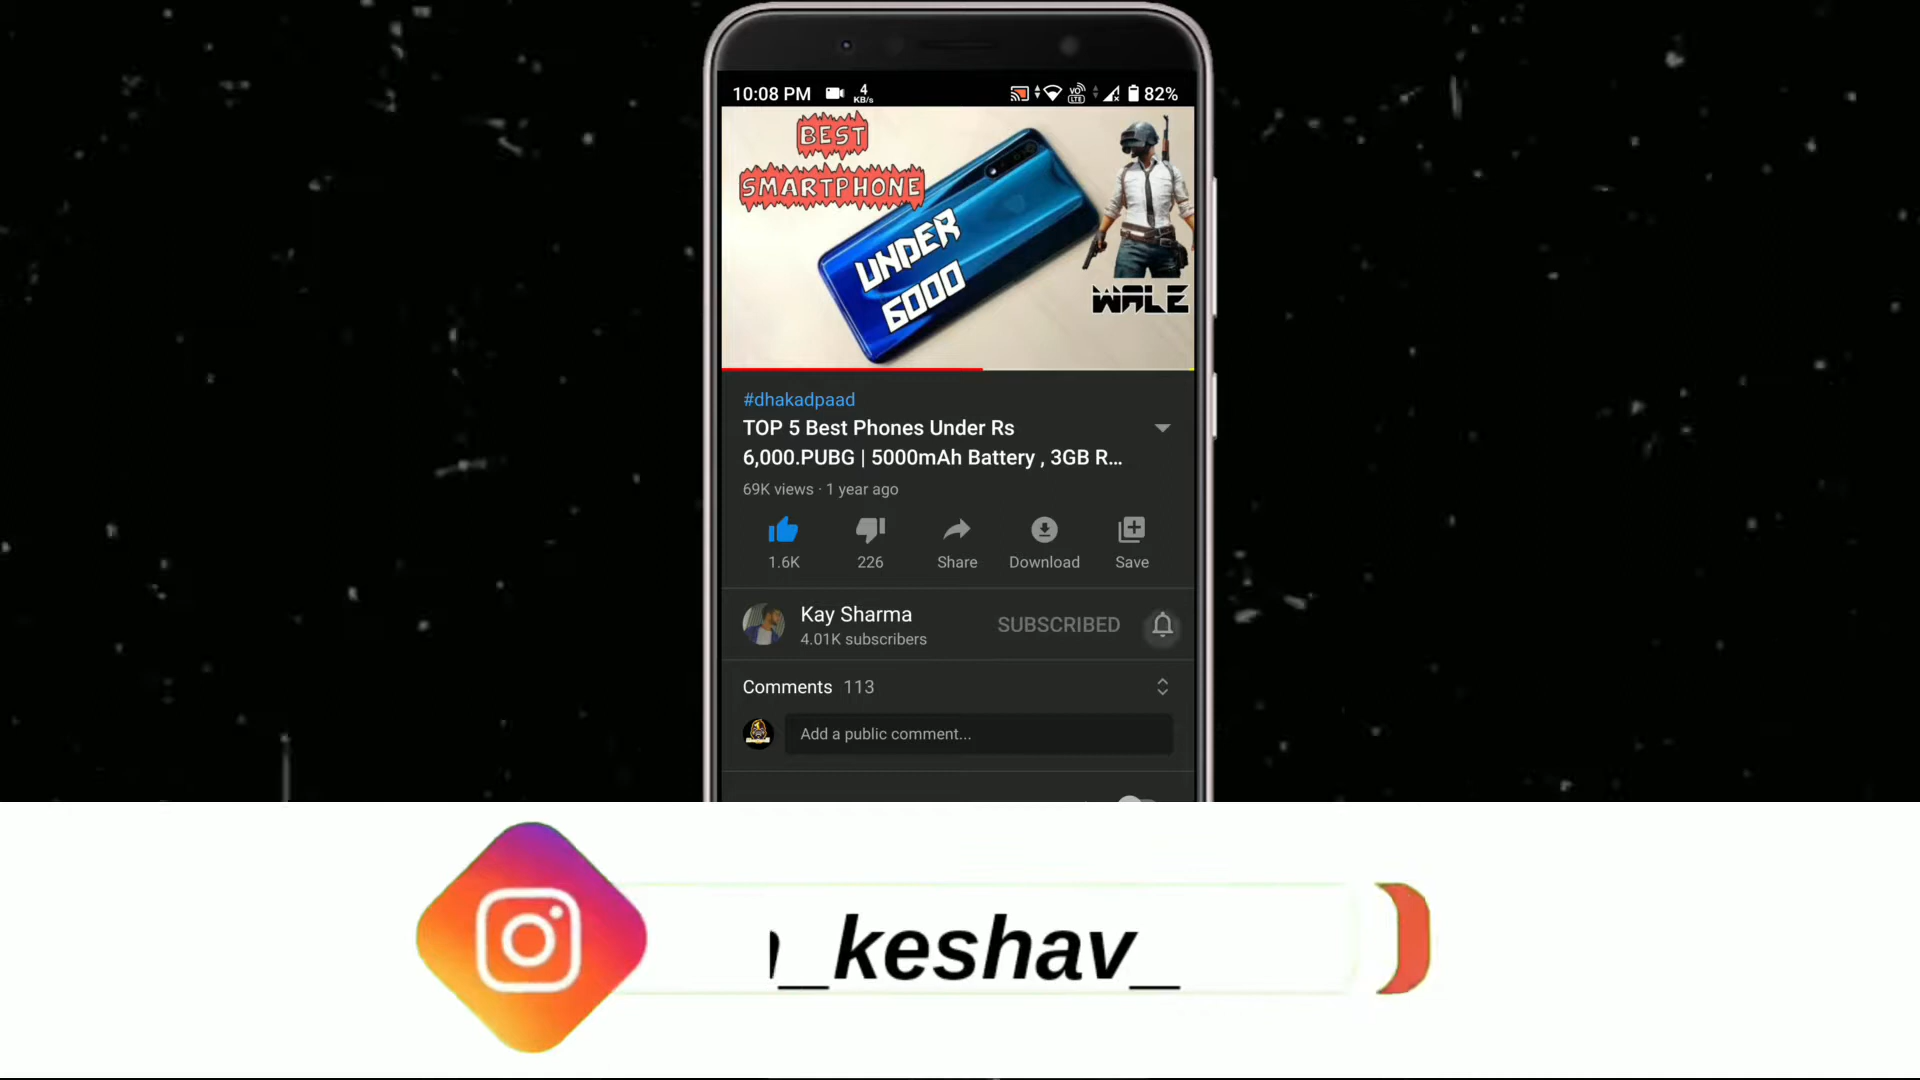 10:08 PM 4 KB/s VO LTE 82%
BEST
SMARTPHONE
UNDER
6000
WALE
#dhakadpaad
TOP 5 Best Phones Under Rs
6,000.PUBG | 5000mAh Battery , 3GB R...
69K views · 1 year ago
1.6K 226 Share Download Save
Kay Sharma
4.01K subscribers
SUBSCRIBED
Comments 113
Add a public comment...
_keshav_